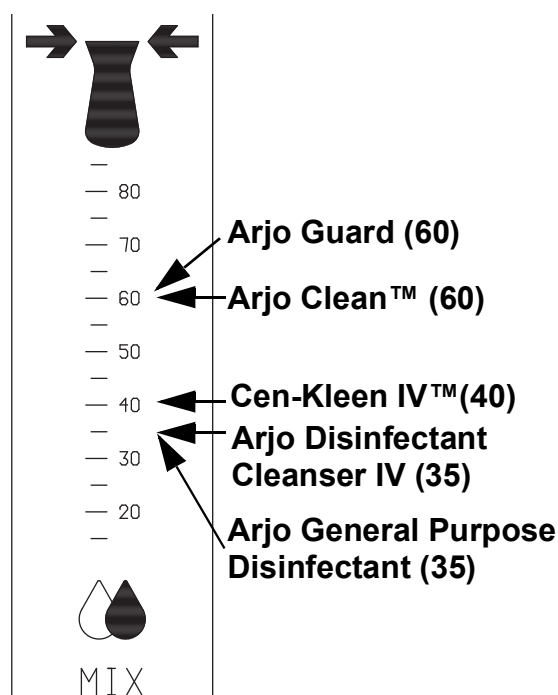 80
Arjo Guard (60)
70
Arjo Clean™ (60)
60
50
Cen-Kleen IV™(40)
40
Arjo Disinfectant
Cleanser IV (35)
30
20
Arjo General Purpose
Disinfectant (35)
MIX